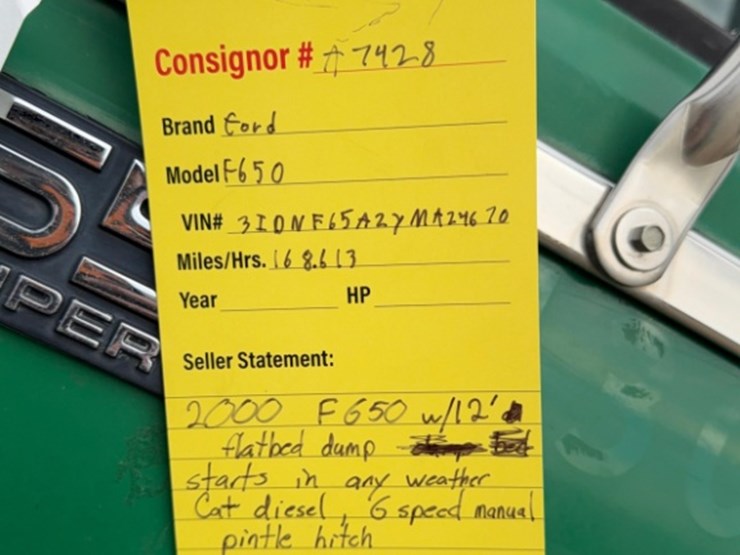 Consignor # A7428
Brand Ford
Model F650
VIN# 3IDNF65A2YMA24670
Miles/Hrs. 168.613
Year HP
Seller Statement:
2000 F650 w/12'
flatbed dump
starts in any weather
Cat diesel, 6 speed manual
pintle hitch